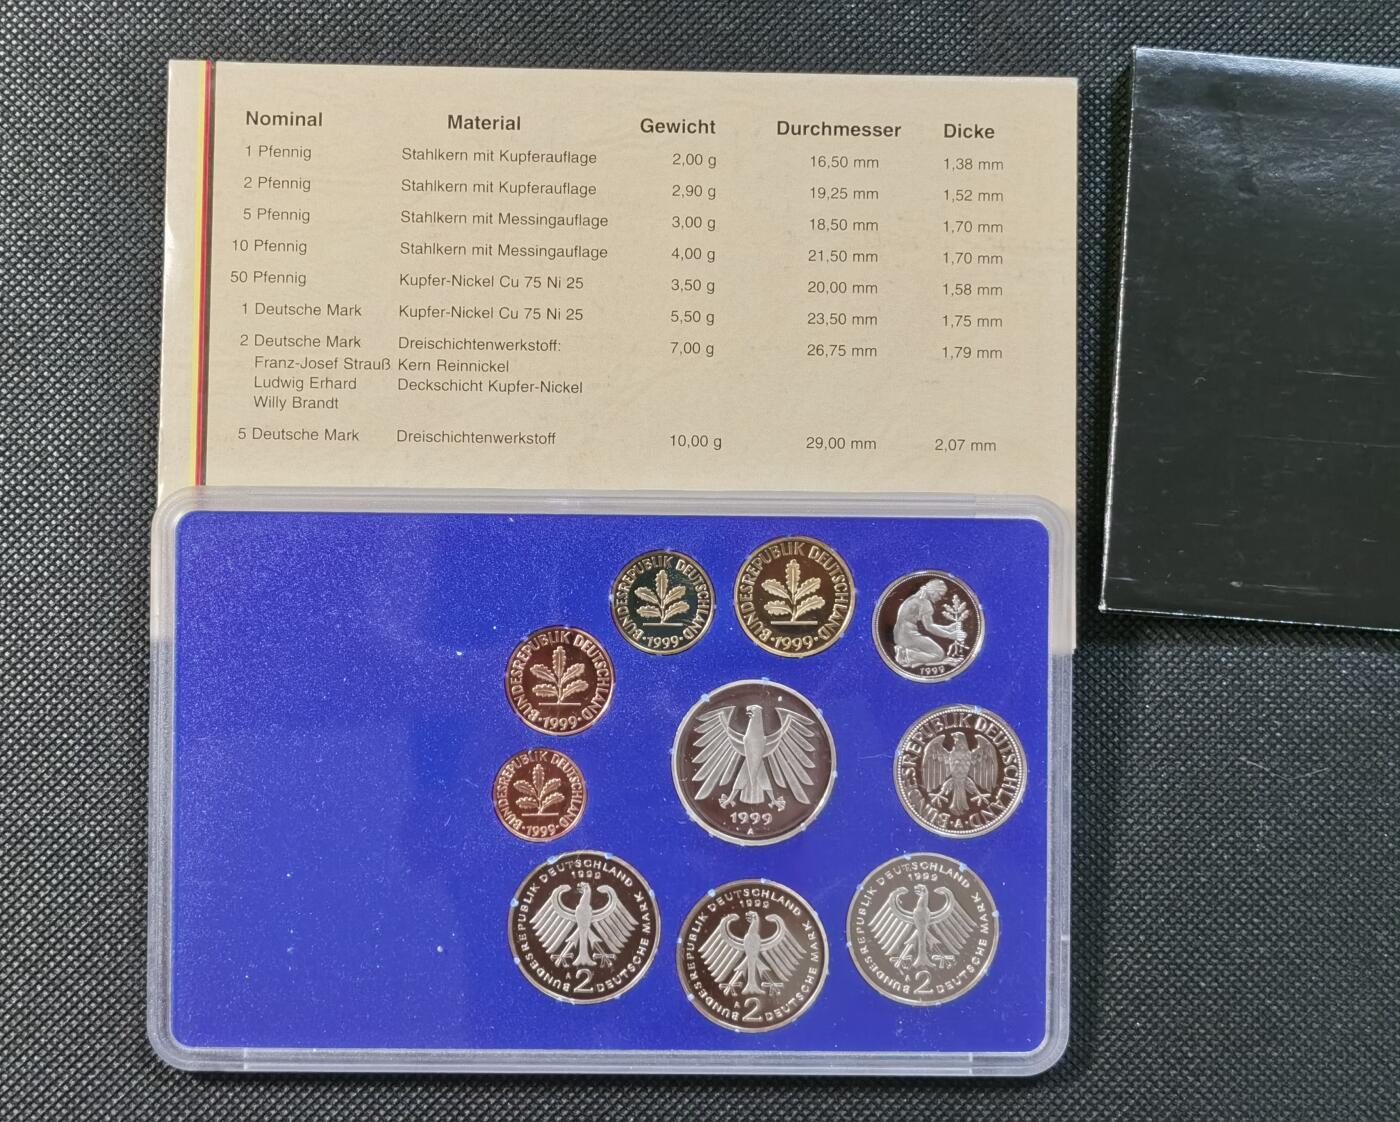 Nominal Material Gewicht Durchmesser Dicke
1 Pfennig Stahlkern mit Kupferauflage 2,00 g 16,50 mm 1,38 mm
2 Pfennig Stahlkern mit Kupferauflage 2,90 g 19,25 mm 1,52 mm
5 Pfennig Stahlkern mit Messingauflage 3,00 g 18,50 mm 1,70 mm
10 Pfennig Stahlkern mit Messingauflage 4,00 g 21,50 mm 1,70 mm
50 Pfennig Kupfer-Nickel Cu 75 Ni 25 3,50 g 20,00 mm 1,58 mm
1 Deutsche Mark Kupfer-Nickel Cu 75 Ni 25 5,50 g 23,50 mm 1,75 mm
2 Deutsche Mark Dreischichtenwerkstoff: 7,00 g 26,75 mm 1,79 mm
Franz-Josef Strauß Kern Reinnickel
Ludwig Erhard Deckschicht Kupfer-Nickel
Willy Brandt
5 Deutsche Mark Dreischichtenwerkstoff 10,00 g 29,00 mm 2,07 mm
BUNDESREPUBLIK DEUTSCHLAND
·1999·
BUNDESREPUBLIK DEUTSCHLAND
·1999·
1999
BUNDESREPUBLIK DEUTSCHLAND
·1999·
1999
A
BUNDESREPUBLIK DEUTSCHLAND
·A·
BUNDESREPUBLIK DEUTSCHLAND
·1999·
BUNDESREPUBLIK DEUTSCHLAND
1999
A
2
DEUTSCHE MARK
BUNDESREPUBLIK DEUTSCHLAND
1999
A
2
DEUTSCHE MARK
BUNDESREPUBLIK DEUTSCHLAND
1999
A
2
DEUTSCHE MARK